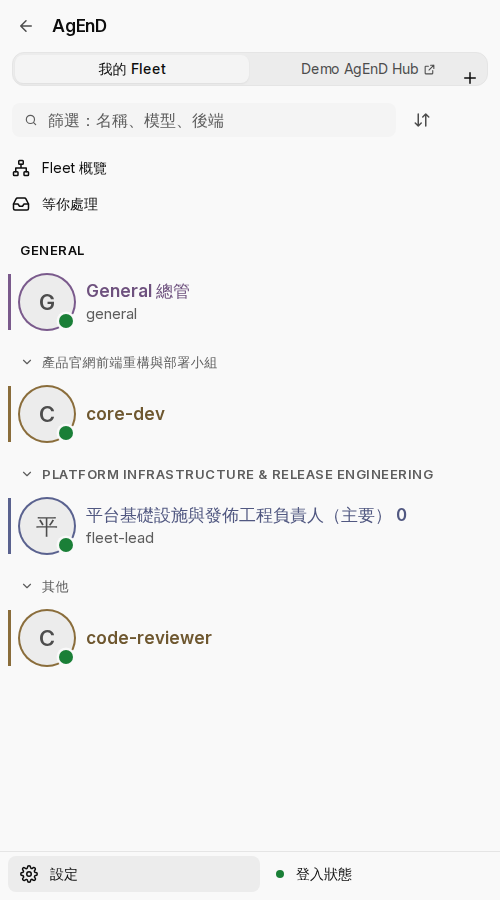 AgEnD
我的 Fleet
Demo AgEnD Hub
篩選：名稱、模型、後端
Fleet 概覽
等你處理
GENERAL
G
General 總管
general
產品官網前端重構與部署小組
C
core-dev
PLATFORM INFRASTRUCTURE & RELEASE ENGINEERING
平
平台基礎設施與發佈工程負責人（主要） 0
fleet-lead
其他
C
code-reviewer
設定
登入狀態